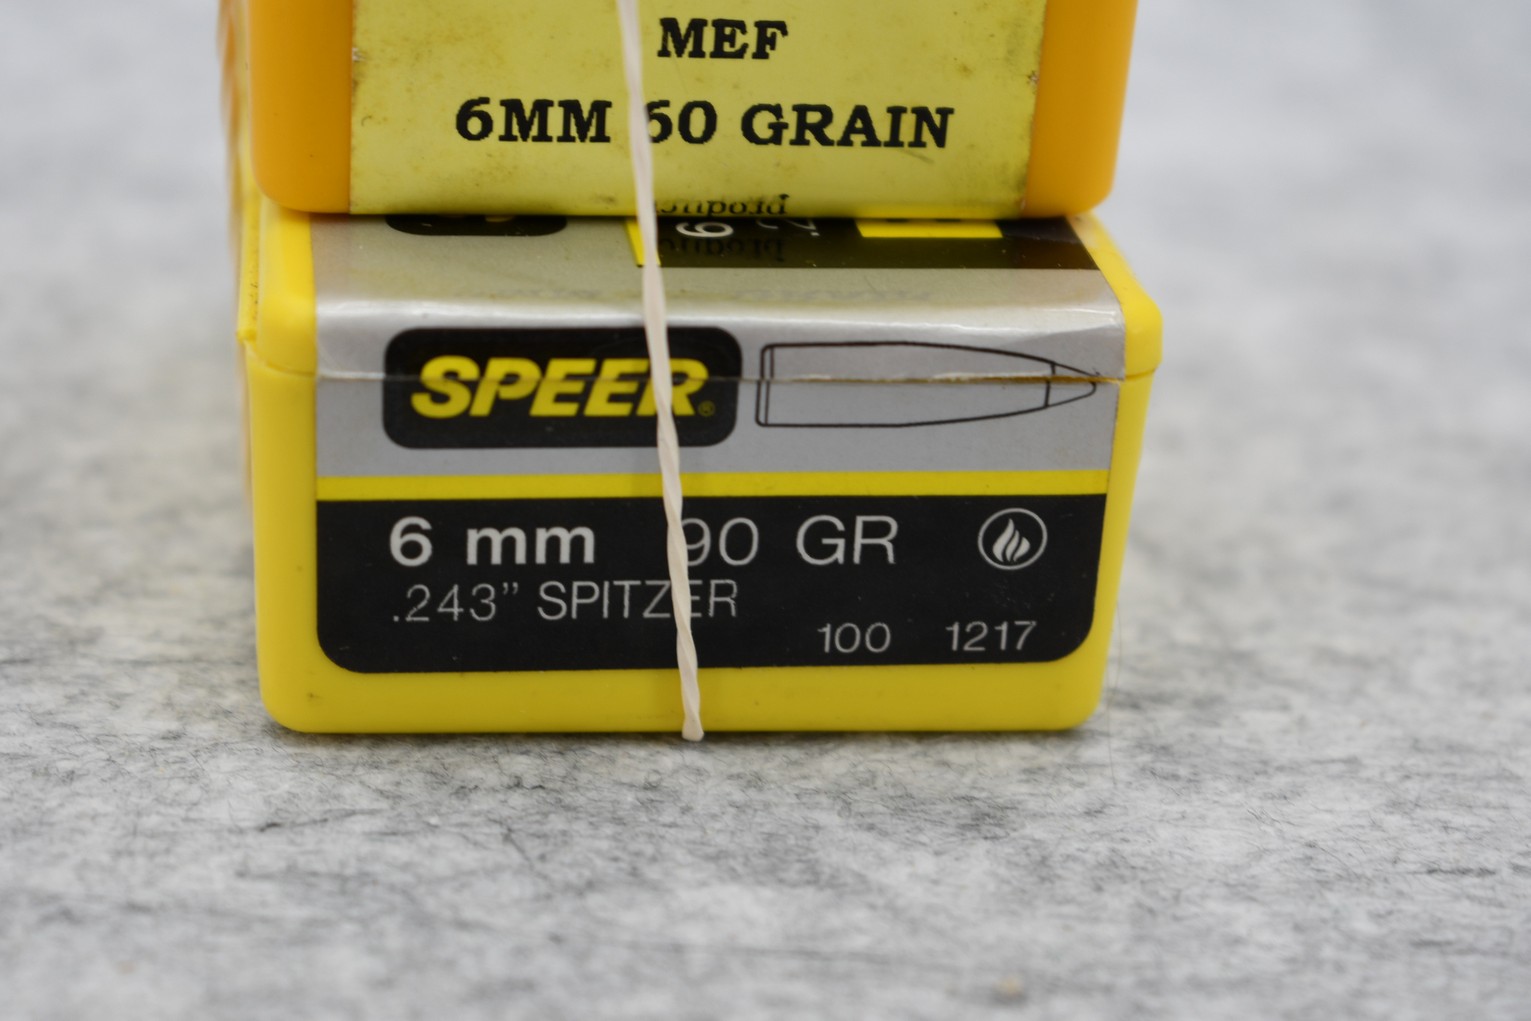 MEF
6MM 60 GRAIN
SPEER®
6 mm 90 GR
.243” SPITZER
100 1217